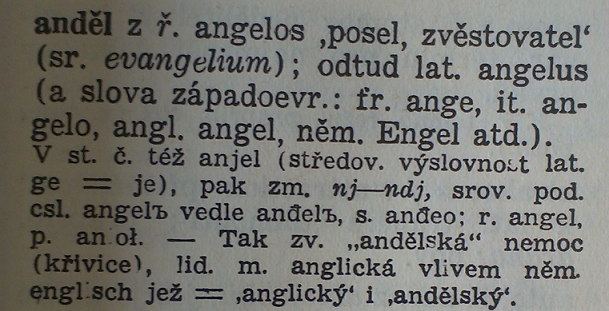 anděl z ř. angelos ‚posel, zvěstovatel‘
(sr. evangelium); odtud lat. angelus
(a slova západoevr.: fr. ange, it. an-
gelo, angl. angel, něm. Engel atd.).
V st. č. též anjel (středov. výslovnost lat.
ge = je), pak zm. nj—ndj, srov. pod.
csl. angelъ vedle anđelъ, s. anđeo; r. angel,
p. anioł. — Tak zv. „andělská“ nemoc
(křivice), lid. m. anglická vlivem něm.
englisch jež = ‚anglický‘ i ‚andělský‘.